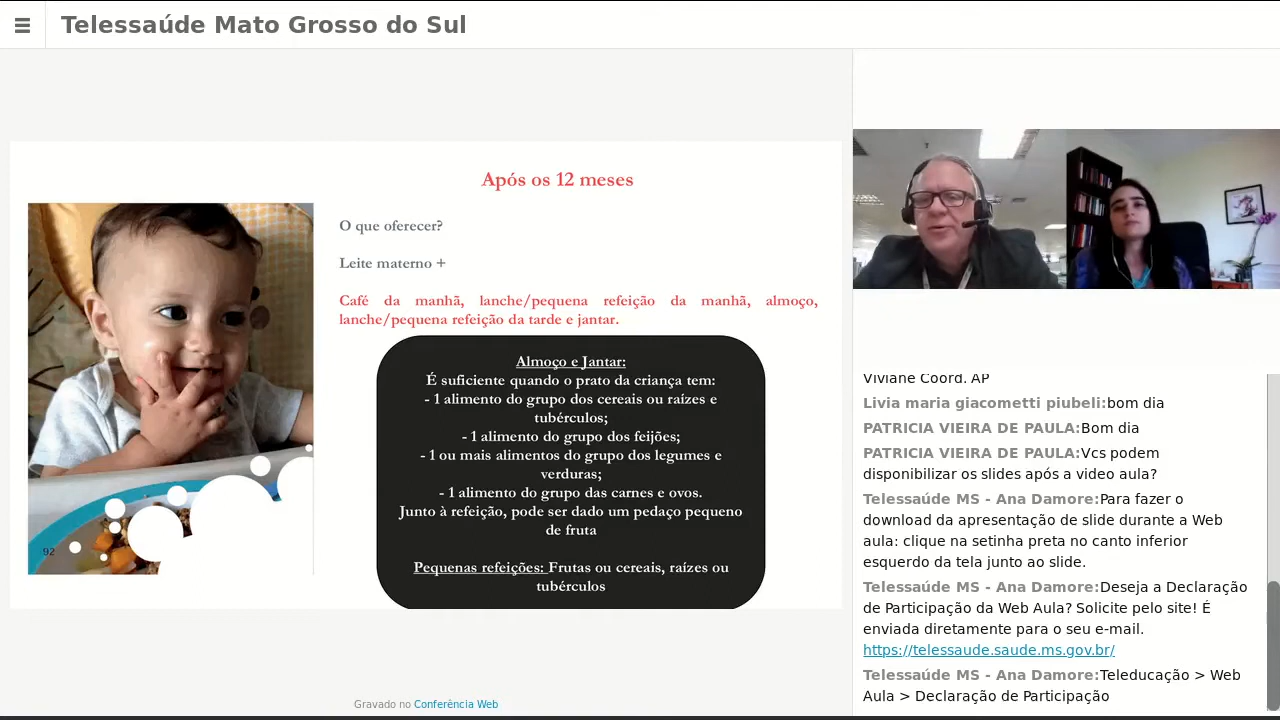 Telessaúde Mato Grosso do Sul
Após os 12 meses
O que oferecer?
Leite materno +
Café da manhã, lanche/pequena refeição da manhã, almoço,
lanche/pequena refeição da tarde e jantar.
Almoço e Jantar:
É suficiente quando o prato da criança tem:
- 1 alimento do grupo dos cereais ou raízes e
tubérculos;
- 1 alimento do grupo dos feijões;
- 1 ou mais alimentos do grupo dos legumes e
verduras;
- 1 alimento do grupo das carnes e ovos.
Junto à refeição, pode ser dado um pedaço pequeno
de fruta
Pequenas refeições: Frutas ou cereais, raízes ou
tubérculos
92
Gravado no Conferência Web
Viviane Coord. AP
Livia maria giacometti piubeli:bom dia
PATRICIA VIEIRA DE PAULA:Bom dia
PATRICIA VIEIRA DE PAULA:Vcs podem
disponibilizar os slides após a video aula?
Telessaúde MS - Ana Damore:Para fazer o
download da apresentação de slide durante a Web
aula: clique na setinha preta no canto inferior
esquerdo da tela junto ao slide.
Telessaúde MS - Ana Damore:Deseja a Declaração
de Participação da Web Aula? Solicite pelo site! É
enviada diretamente para o seu e-mail.
https://telessaude.saude.ms.gov.br/
Telessaúde MS - Ana Damore:Teleducação > Web
Aula > Declaração de Participação